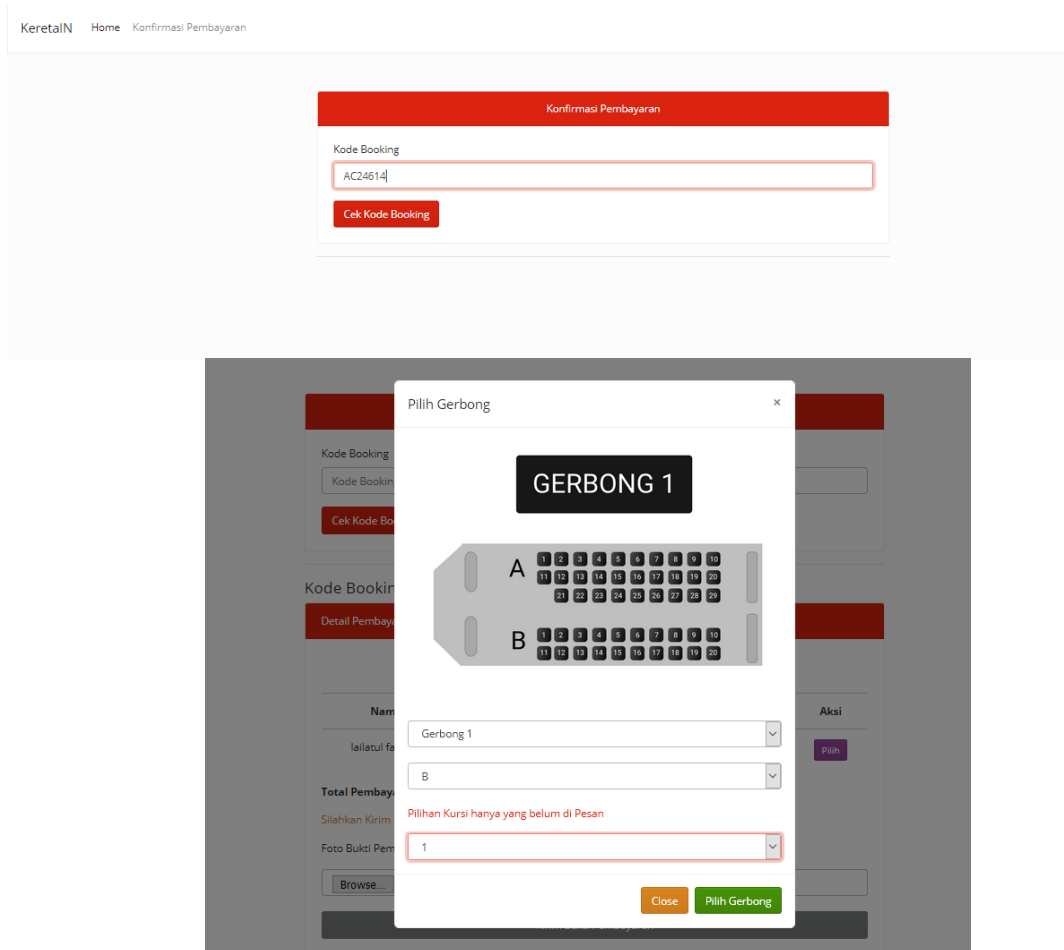 KeretaIN Home Konfirmasi Pembayaran
Konfirmasi Pembayaran
Kode Booking
AC24614
Cek Kode Booking
Pilih Gerbong ×
GERBONG 1
A 1 2 3 4 5 6 7 8 9 10
11 12 13 14 15 16 17 18 19 20
21 22 23 24 25 26 27 28 29
B 1 2 3 4 5 6 7 8 9 10
11 12 13 14 15 16 17 18 19 20
Gerbong 1
B
Pilihan Kursi hanya yang belum di Pesan
1
Close Pilih Gerbong
Kode Booking
Kode Bookin
Cek Kode Bo
Kode Bookin
Detail Pembaya
Nam Aksi
lailatul fa Pilih
Total Pembaya
Silahkan Kirim
Foto Bukti Pem
Browse...